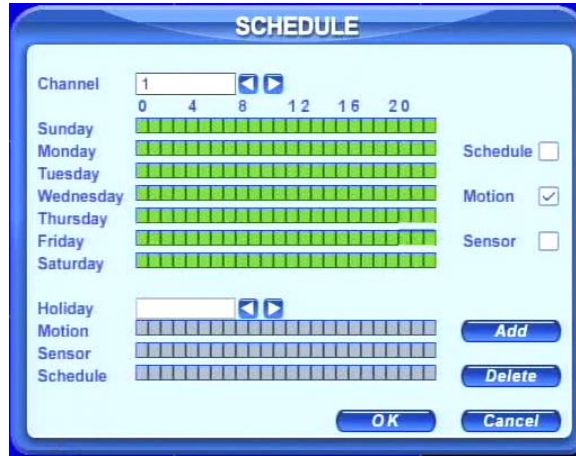 SCHEDULE
Channel 1
0 4 8 12 16 20
Sunday
Monday Schedule
Tuesday
Wednesday Motion
Thursday
Friday Sensor
Saturday
Holiday
Motion Add
Sensor
Schedule Delete
OK Cancel